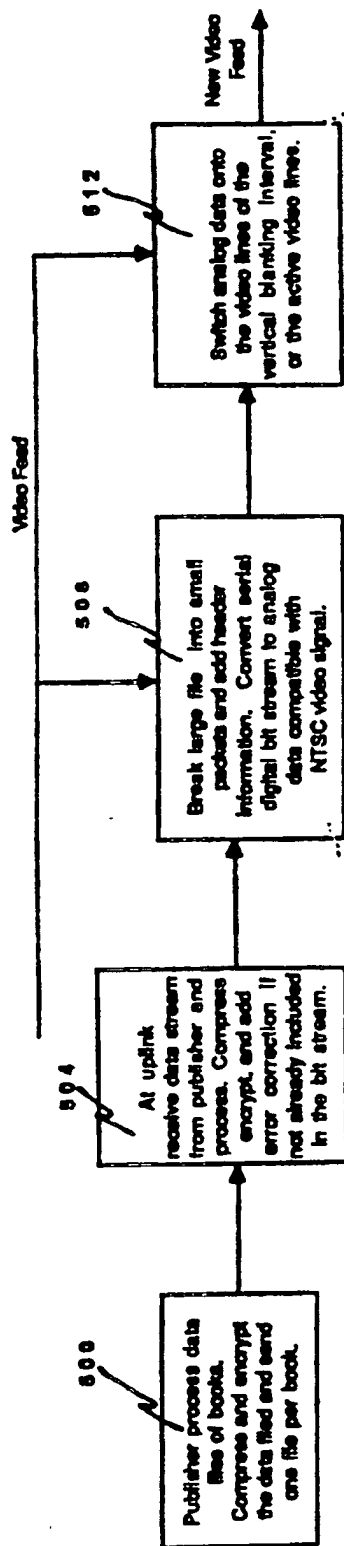 Video Feed
600
Publisher process data
files of books.
Compress and encrypt
the data filed and send
one file per book.
604
At uplink
receive data stream
from publisher and
process. Compress
encrypt, and add
error correction if
not already included
in the bit stream.
508
Break large file into small
packets and add header
information. Convert serial
digital bit stream to analog
data compatible with
NTSC video signal.
612
Switch analog data onto
the video lines of the
vertical blanking interval,
or the active video lines.
New Video
Feed